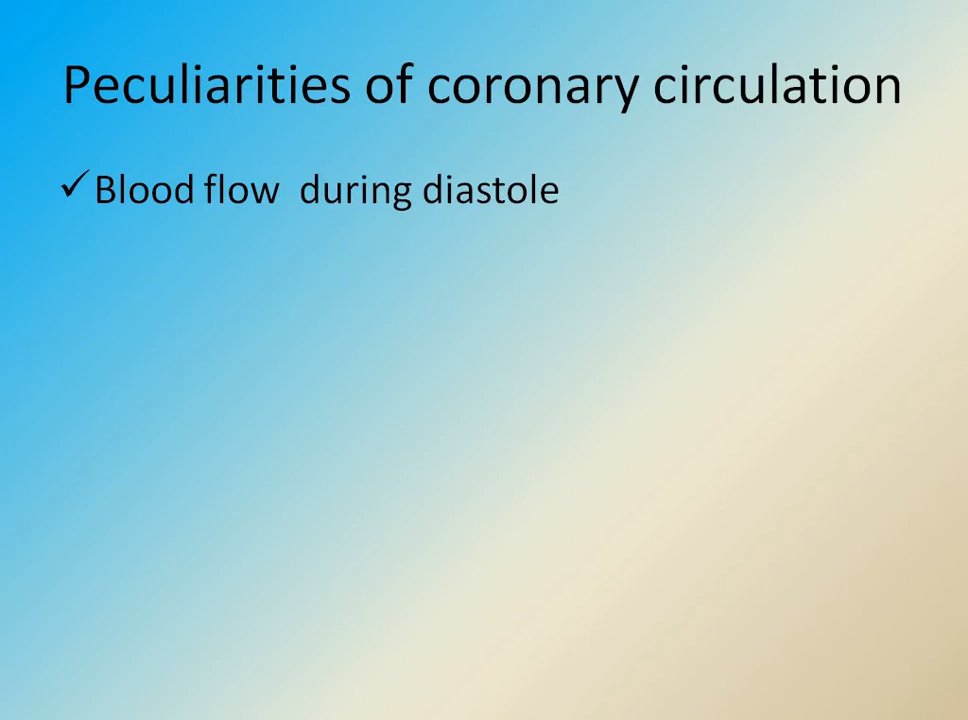 Peculiarities of coronary circulation
✓Blood flow during diastole